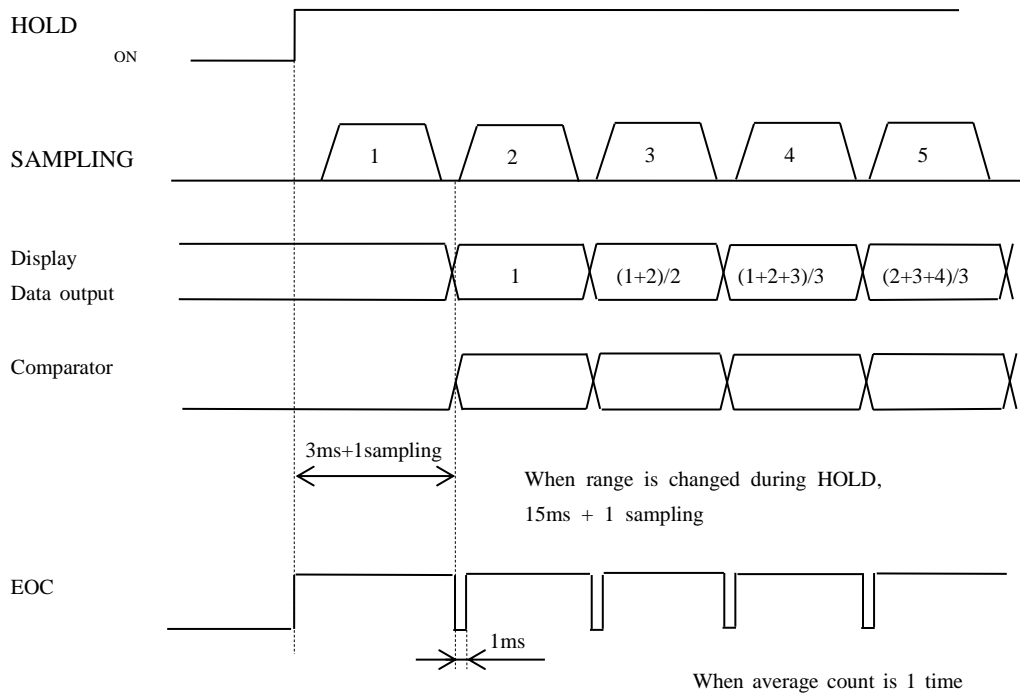 HOLD
ON
SAMPLING
1 2 3 4 5
Display
Data output
1 (1+2)/2 (1+2+3)/3 (2+3+4)/3
Comparator
3ms+1sampling
When range is changed during HOLD,
15ms + 1 sampling
EOC
1ms
When average count is 1 time